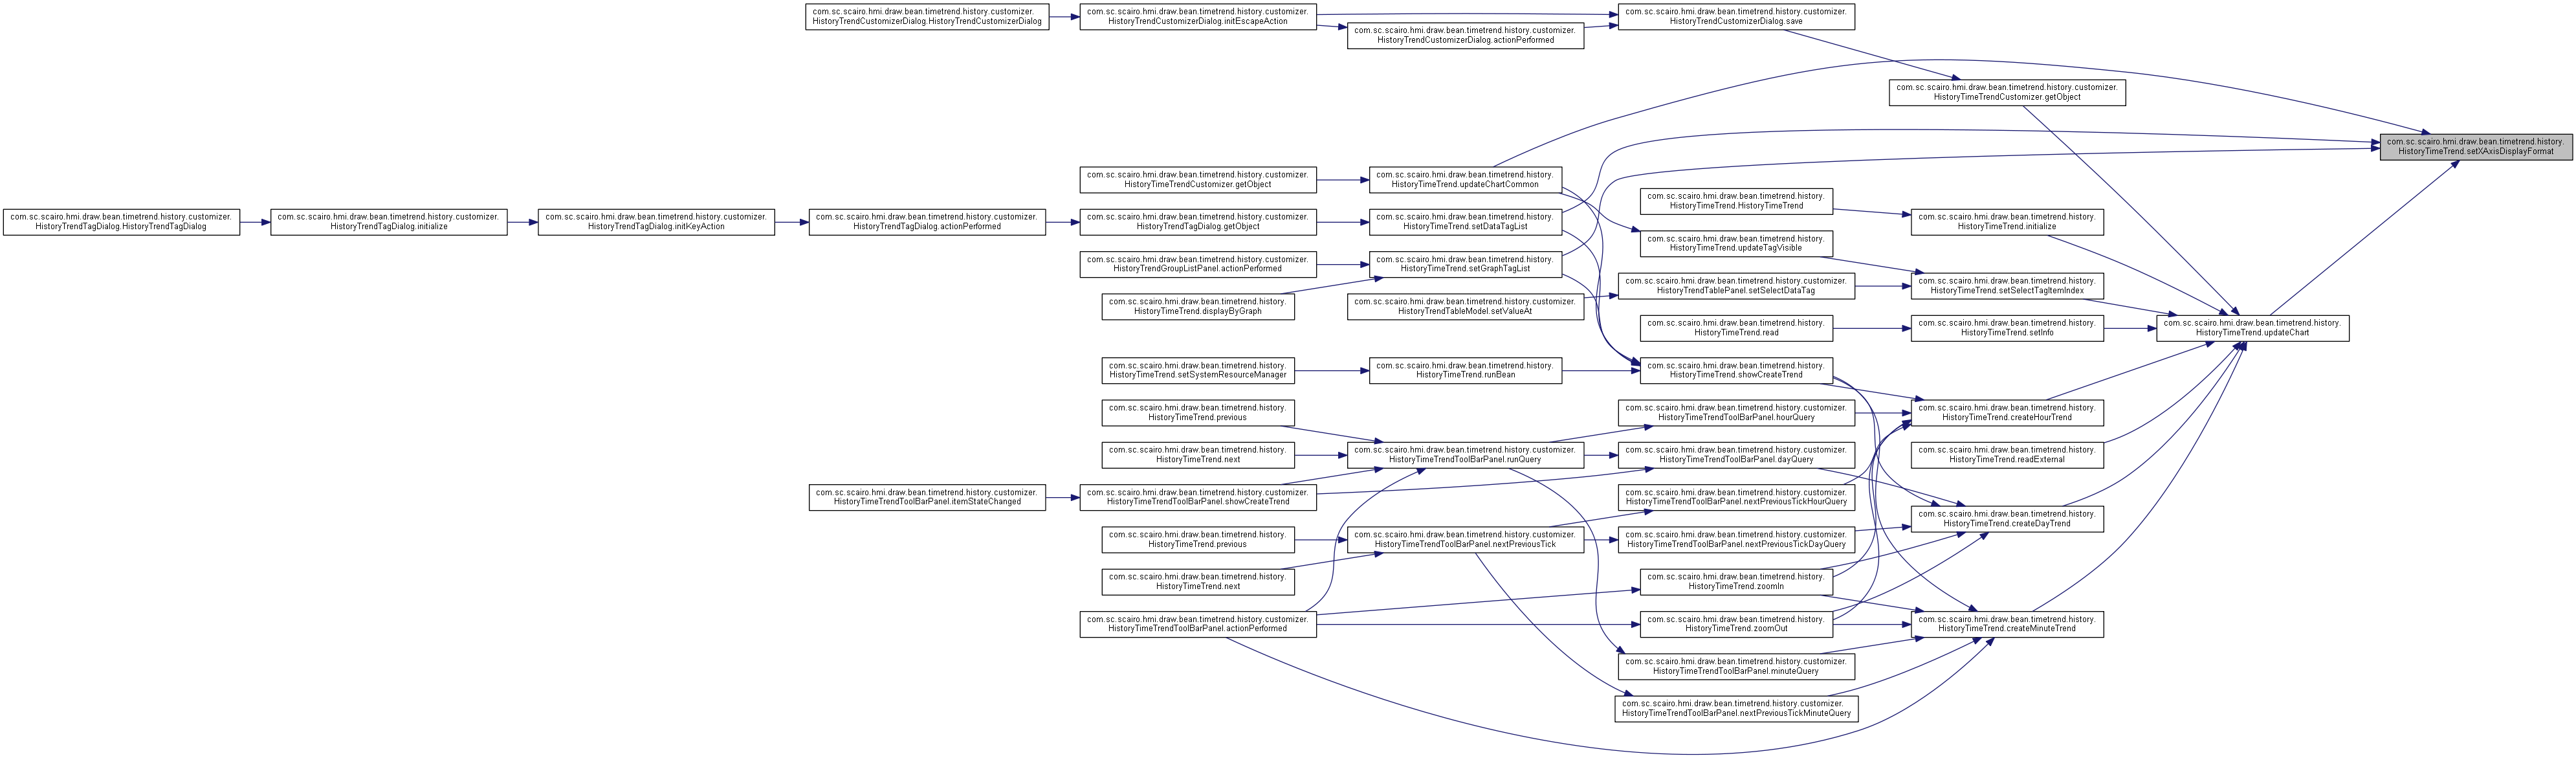 com.sc.scairo.hmi.draw.bean.timetrend.history.customizer.
HistoryTrendCustomizerDialog.HistoryTrendCustomizerDialog
com.sc.scairo.hmi.draw.bean.timetrend.history.customizer.
HistoryTrendCustomizerDialog.initEscapeAction
com.sc.scairo.hmi.draw.bean.timetrend.history.customizer.
HistoryTrendCustomizerDialog.actionPerformed
com.sc.scairo.hmi.draw.bean.timetrend.history.customizer.
HistoryTrendCustomizerDialog.save
com.sc.scairo.hmi.draw.bean.timetrend.history.customizer.
HistoryTimeTrendCustomizer.getObject
com.sc.scairo.hmi.draw.bean.timetrend.history.
HistoryTimeTrend.setXAxisDisplayFormat
com.sc.scairo.hmi.draw.bean.timetrend.history.customizer.
HistoryTimeTrendCustomizer.getObject
com.sc.scairo.hmi.draw.bean.timetrend.history.
HistoryTimeTrend.updateChartCommon
com.sc.scairo.hmi.draw.bean.timetrend.history.
HistoryTimeTrend.HistoryTimeTrend
com.sc.scairo.hmi.draw.bean.timetrend.history.customizer.
HistoryTrendTagDialog.HistoryTrendTagDialog
com.sc.scairo.hmi.draw.bean.timetrend.history.customizer.
HistoryTrendTagDialog.initialize
com.sc.scairo.hmi.draw.bean.timetrend.history.customizer.
HistoryTrendTagDialog.initKeyAction
com.sc.scairo.hmi.draw.bean.timetrend.history.customizer.
HistoryTrendTagDialog.actionPerformed
com.sc.scairo.hmi.draw.bean.timetrend.history.customizer.
HistoryTrendTagDialog.getObject
com.sc.scairo.hmi.draw.bean.timetrend.history.
HistoryTimeTrend.setDataTagList
com.sc.scairo.hmi.draw.bean.timetrend.history.
HistoryTimeTrend.initialize
com.sc.scairo.hmi.draw.bean.timetrend.history.
HistoryTimeTrend.updateTagVisible
com.sc.scairo.hmi.draw.bean.timetrend.history.customizer.
HistoryTrendGroupListPanel.actionPerformed
com.sc.scairo.hmi.draw.bean.timetrend.history.
HistoryTimeTrend.setGraphTagList
com.sc.scairo.hmi.draw.bean.timetrend.history.customizer.
HistoryTrendTablePanel.setSelectDataTag
com.sc.scairo.hmi.draw.bean.timetrend.history.
HistoryTimeTrend.setSelectTagItemIndex
com.sc.scairo.hmi.draw.bean.timetrend.history.
HistoryTimeTrend.displayByGraph
com.sc.scairo.hmi.draw.bean.timetrend.history.customizer.
HistoryTrendTableModel.setValueAt
com.sc.scairo.hmi.draw.bean.timetrend.history.
HistoryTimeTrend.read
com.sc.scairo.hmi.draw.bean.timetrend.history.
HistoryTimeTrend.setInfo
com.sc.scairo.hmi.draw.bean.timetrend.history.
HistoryTimeTrend.updateChart
com.sc.scairo.hmi.draw.bean.timetrend.history.
HistoryTimeTrend.setSystemResourceManager
com.sc.scairo.hmi.draw.bean.timetrend.history.
HistoryTimeTrend.runBean
com.sc.scairo.hmi.draw.bean.timetrend.history.
HistoryTimeTrend.showCreateTrend
com.sc.scairo.hmi.draw.bean.timetrend.history.
HistoryTimeTrend.previous
com.sc.scairo.hmi.draw.bean.timetrend.history.customizer.
HistoryTimeTrendToolBarPanel.hourQuery
com.sc.scairo.hmi.draw.bean.timetrend.history.
HistoryTimeTrend.createHourTrend
com.sc.scairo.hmi.draw.bean.timetrend.history.
HistoryTimeTrend.next
com.sc.scairo.hmi.draw.bean.timetrend.history.customizer.
HistoryTimeTrendToolBarPanel.runQuery
com.sc.scairo.hmi.draw.bean.timetrend.history.customizer.
HistoryTimeTrendToolBarPanel.dayQuery
com.sc.scairo.hmi.draw.bean.timetrend.history.
HistoryTimeTrend.readExternal
com.sc.scairo.hmi.draw.bean.timetrend.history.customizer.
HistoryTimeTrendToolBarPanel.itemStateChanged
com.sc.scairo.hmi.draw.bean.timetrend.history.customizer.
HistoryTimeTrendToolBarPanel.showCreateTrend
com.sc.scairo.hmi.draw.bean.timetrend.history.customizer.
HistoryTimeTrendToolBarPanel.nextPreviousTickHourQuery
com.sc.scairo.hmi.draw.bean.timetrend.history.
HistoryTimeTrend.createDayTrend
com.sc.scairo.hmi.draw.bean.timetrend.history.
HistoryTimeTrend.previous
com.sc.scairo.hmi.draw.bean.timetrend.history.customizer.
HistoryTimeTrendToolBarPanel.nextPreviousTick
com.sc.scairo.hmi.draw.bean.timetrend.history.customizer.
HistoryTimeTrendToolBarPanel.nextPreviousTickDayQuery
com.sc.scairo.hmi.draw.bean.timetrend.history.
HistoryTimeTrend.next
com.sc.scairo.hmi.draw.bean.timetrend.history.
HistoryTimeTrend.zoomIn
com.sc.scairo.hmi.draw.bean.timetrend.history.customizer.
HistoryTimeTrendToolBarPanel.actionPerformed
com.sc.scairo.hmi.draw.bean.timetrend.history.
HistoryTimeTrend.zoomOut
com.sc.scairo.hmi.draw.bean.timetrend.history.
HistoryTimeTrend.createMinuteTrend
com.sc.scairo.hmi.draw.bean.timetrend.history.customizer.
HistoryTimeTrendToolBarPanel.minuteQuery
com.sc.scairo.hmi.draw.bean.timetrend.history.customizer.
HistoryTimeTrendToolBarPanel.nextPreviousTickMinuteQuery